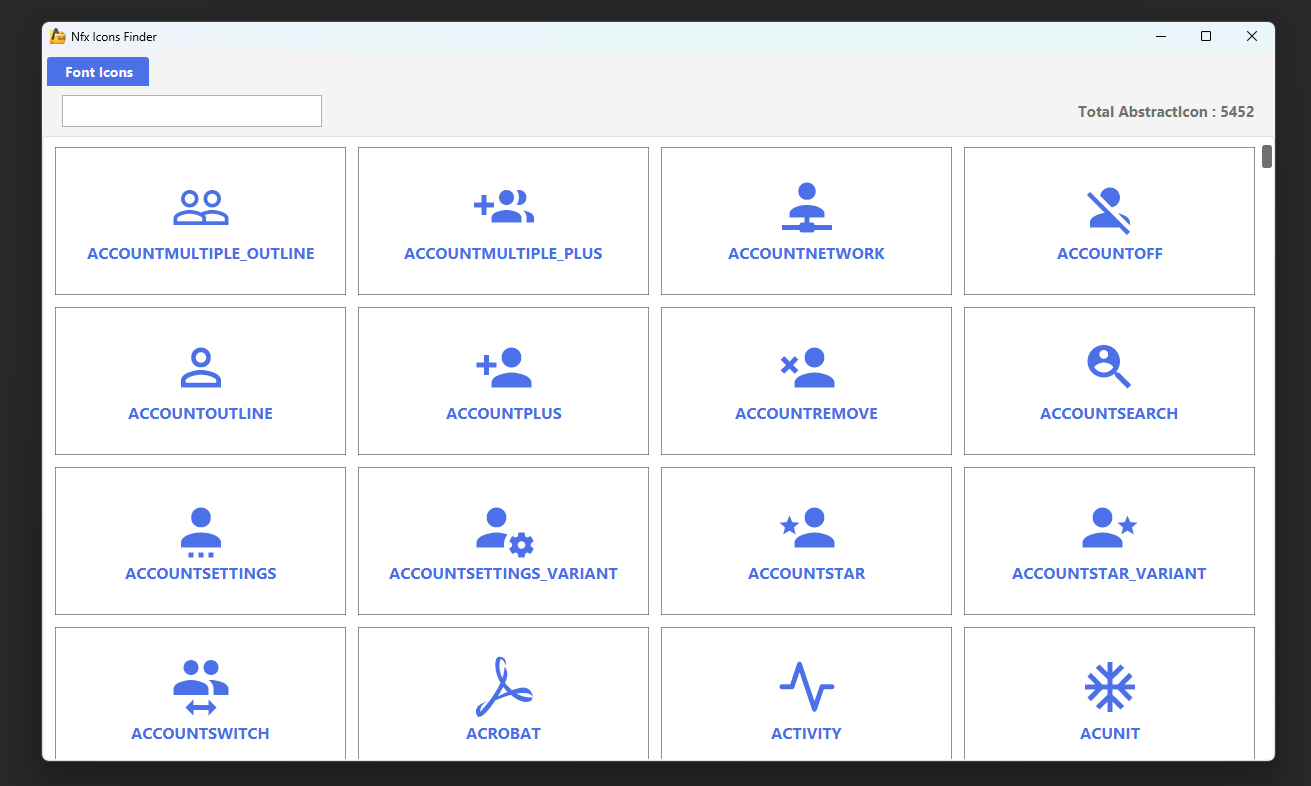 Nfx Icons Finder
Font Icons
Total AbstractIcon : 5452
ACCOUNTMULTIPLE_OUTLINE
ACCOUNTMULTIPLE_PLUS
ACCOUNTNETWORK
ACCOUNTOFF
ACCOUNTOUTLINE
ACCOUNTPLUS
ACCOUNTREMOVE
ACCOUNTSEARCH
ACCOUNTSETTINGS
ACCOUNTSETTINGS_VARIANT
ACCOUNTSTAR
ACCOUNTSTAR_VARIANT
ACCOUNTSWITCH
ACROBAT
ACTIVITY
ACUNIT